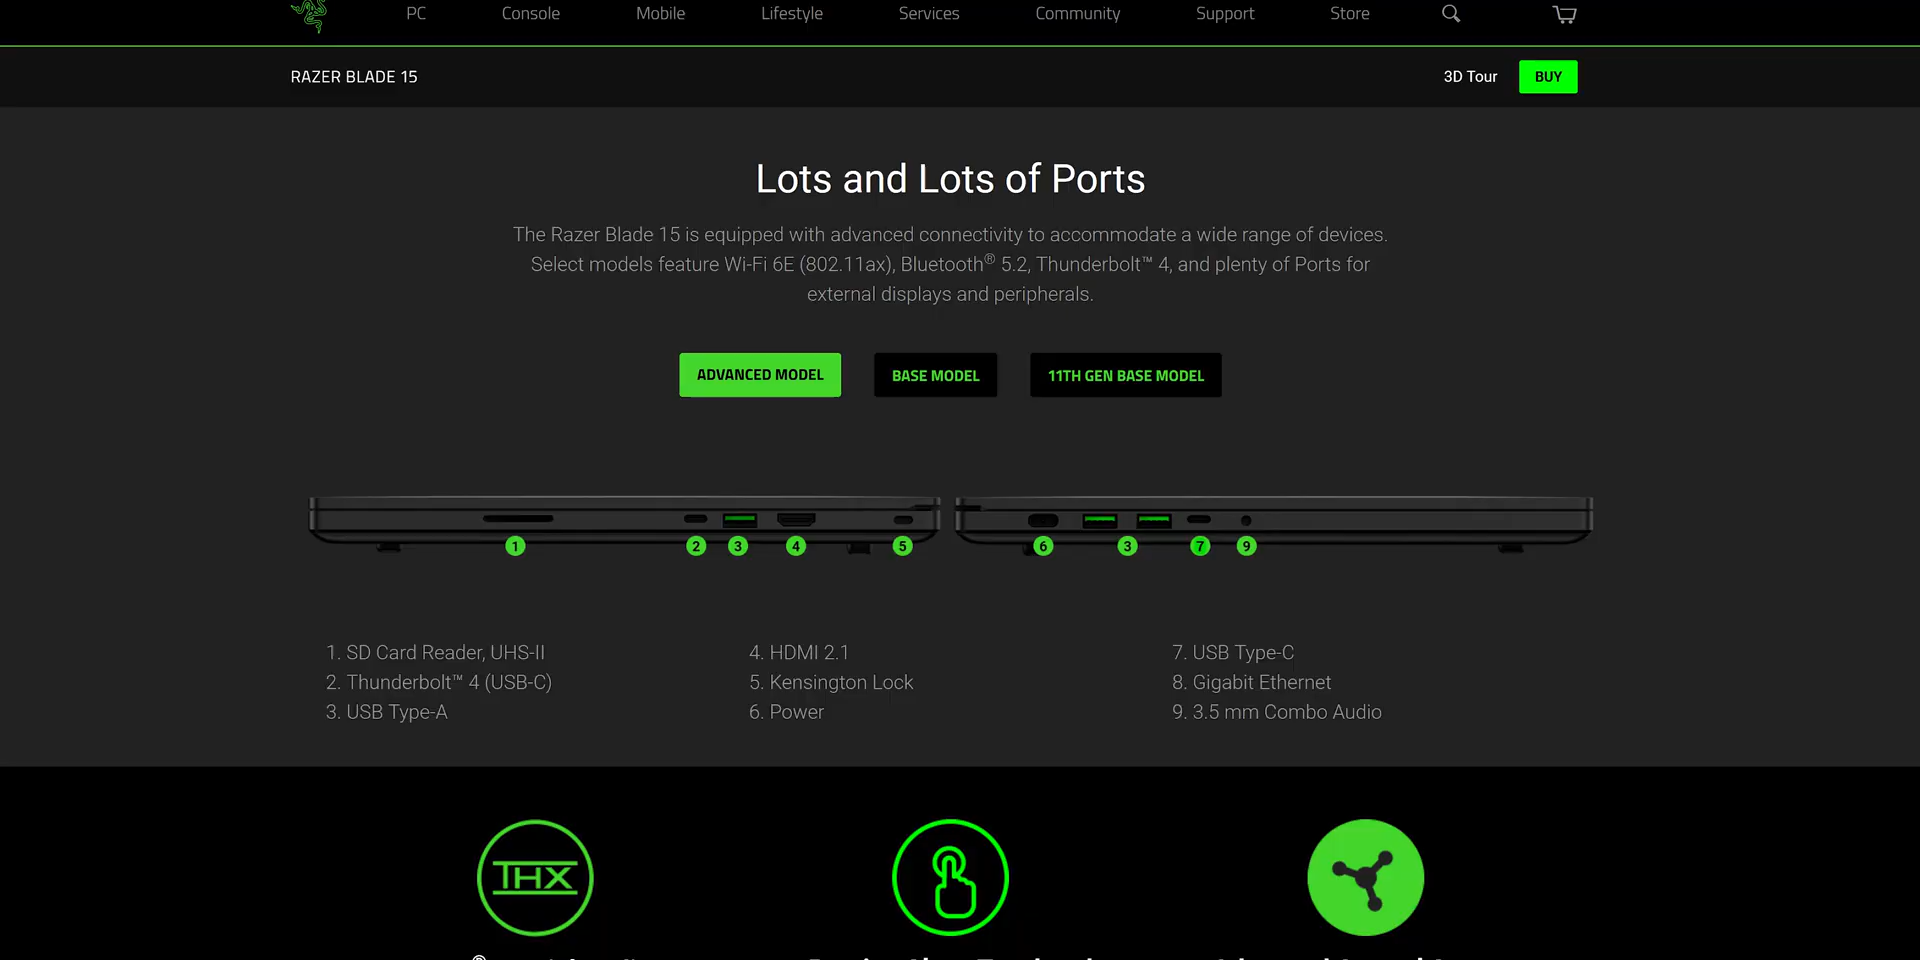 PC Console Mobile Lifestyle Services Community Support Store
RAZER BLADE 15
3D Tour
BUY
Lots and Lots of Ports
The Razer Blade 15 is equipped with advanced connectivity to accommodate a wide range of devices.
Select models feature Wi-Fi 6E (802.11ax), Bluetooth® 5.2, Thunderbolt™ 4, and plenty of Ports for
external displays and peripherals.
ADVANCED MODEL
BASE MODEL
11TH GEN BASE MODEL
1 2 3 4 5 6 3 7 9
1. SD Card Reader, UHS-II
2. Thunderbolt™ 4 (USB-C)
3. USB Type-A
4. HDMI 2.1
5. Kensington Lock
6. Power
7. USB Type-C
8. Gigabit Ethernet
9. 3.5 mm Combo Audio
THX